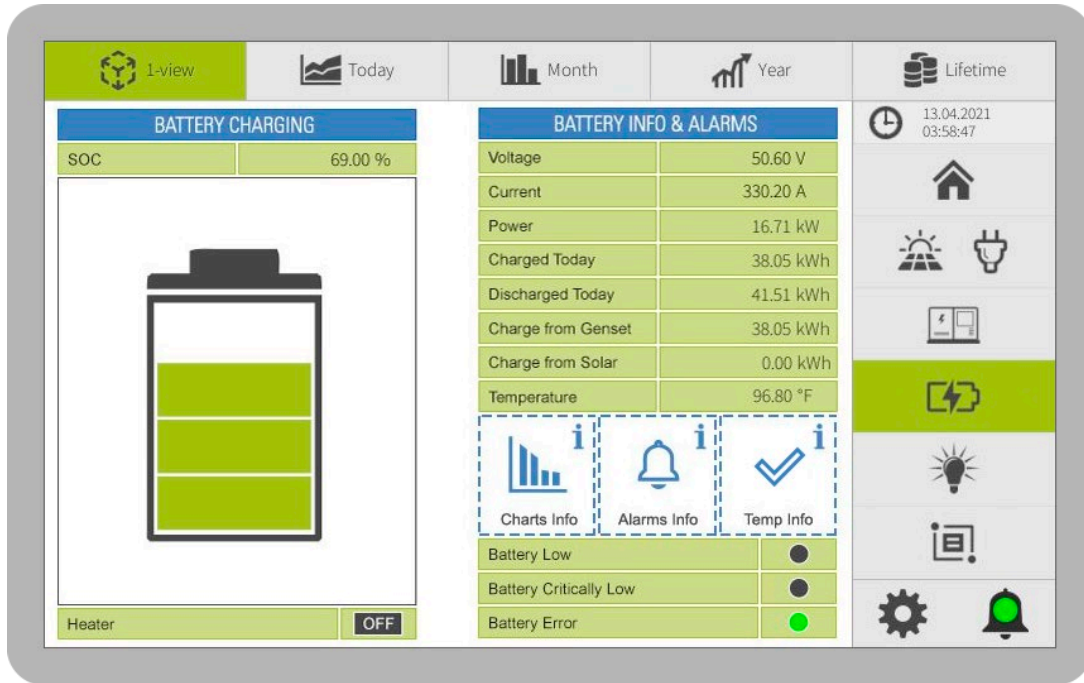 1-view
Today
Month
Year
Lifetime
BATTERY CHARGING
SOC 69.00 %
Heater OFF
BATTERY INFO & ALARMS
Voltage 50.60 V
Current 330.20 A
Power 16.71 kW
Charged Today 38.05 kWh
Discharged Today 41.51 kWh
Charge from Genset 38.05 kWh
Charge from Solar 0.00 kWh
Temperature 96.80 °F
Charts Info
Alarms Info
Temp Info
Battery Low
Battery Critically Low
Battery Error
13.04.2021
03:58:47